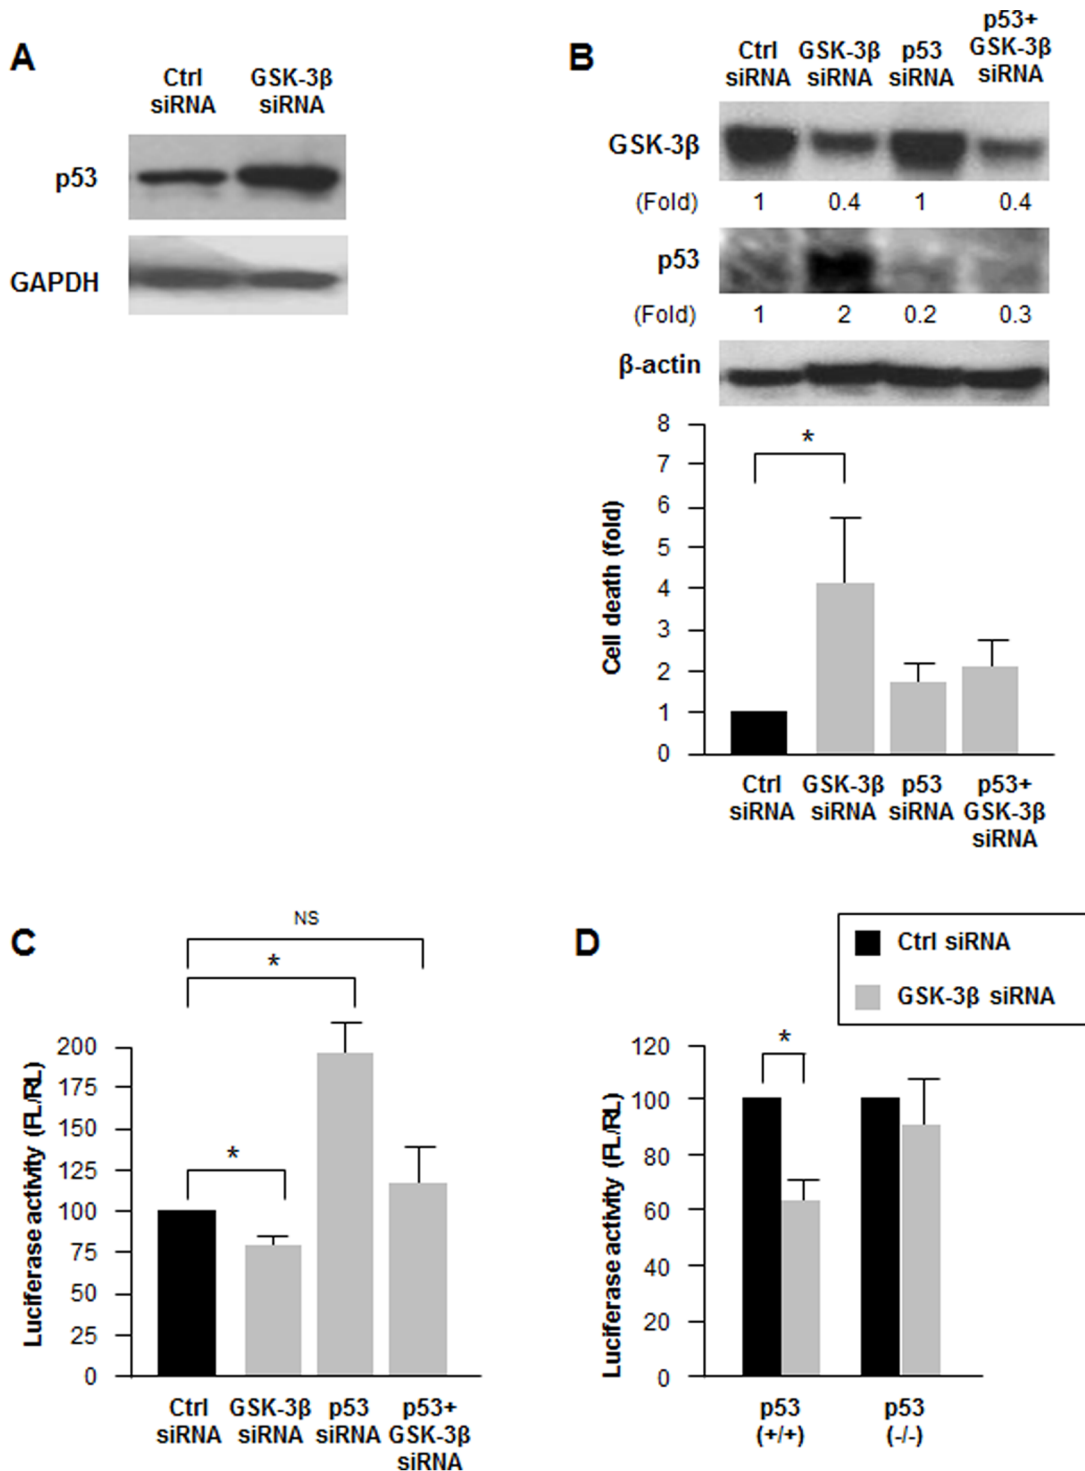 A
Ctrl
siRNA
GSK-3β
siRNA
p53
GAPDH
B
Ctrl
siRNA
GSK-3β
siRNA
p53
siRNA
p53+
GSK-3β
siRNA
GSK-3β
(Fold) 1 0.4 1 0.4
p53
(Fold) 1 2 0.2 0.3
β-actin
Cell death (fold)
8
7
6
5
4
3
2
1
0
*
Ctrl
siRNA
GSK-3β
siRNA
p53
siRNA
p53+
GSK-3β
siRNA
C
NS
*
*
Luciferase activity (FL/RL)
200
175
150
125
100
75
50
25
0
Ctrl
siRNA
GSK-3β
siRNA
p53
siRNA
p53+
GSK-3β
siRNA
D
Ctrl siRNA
GSK-3β siRNA
*
Luciferase activity (FL/RL)
120
100
80
60
40
20
0
p53
(+/+)
p53
(-/-)